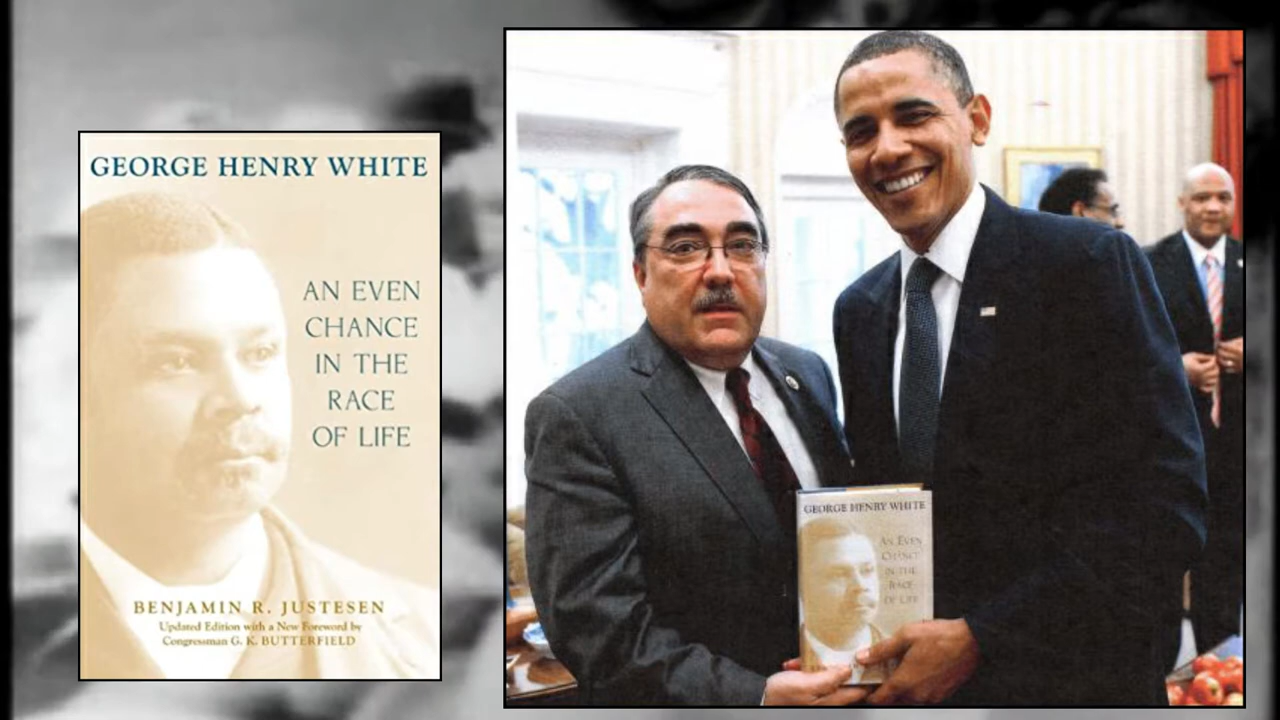 GEORGE HENRY WHITE
AN EVEN
CHANCE
IN THE
RACE
OF LIFE
BENJAMIN R. JUSTESEN
Updated Edition with a New Foreword by
Congressman G. K. BUTTERFIELD
GEORGE HENRY WHITE
AN EVEN
CHANCE
IN THE
RACE
OF LIFE